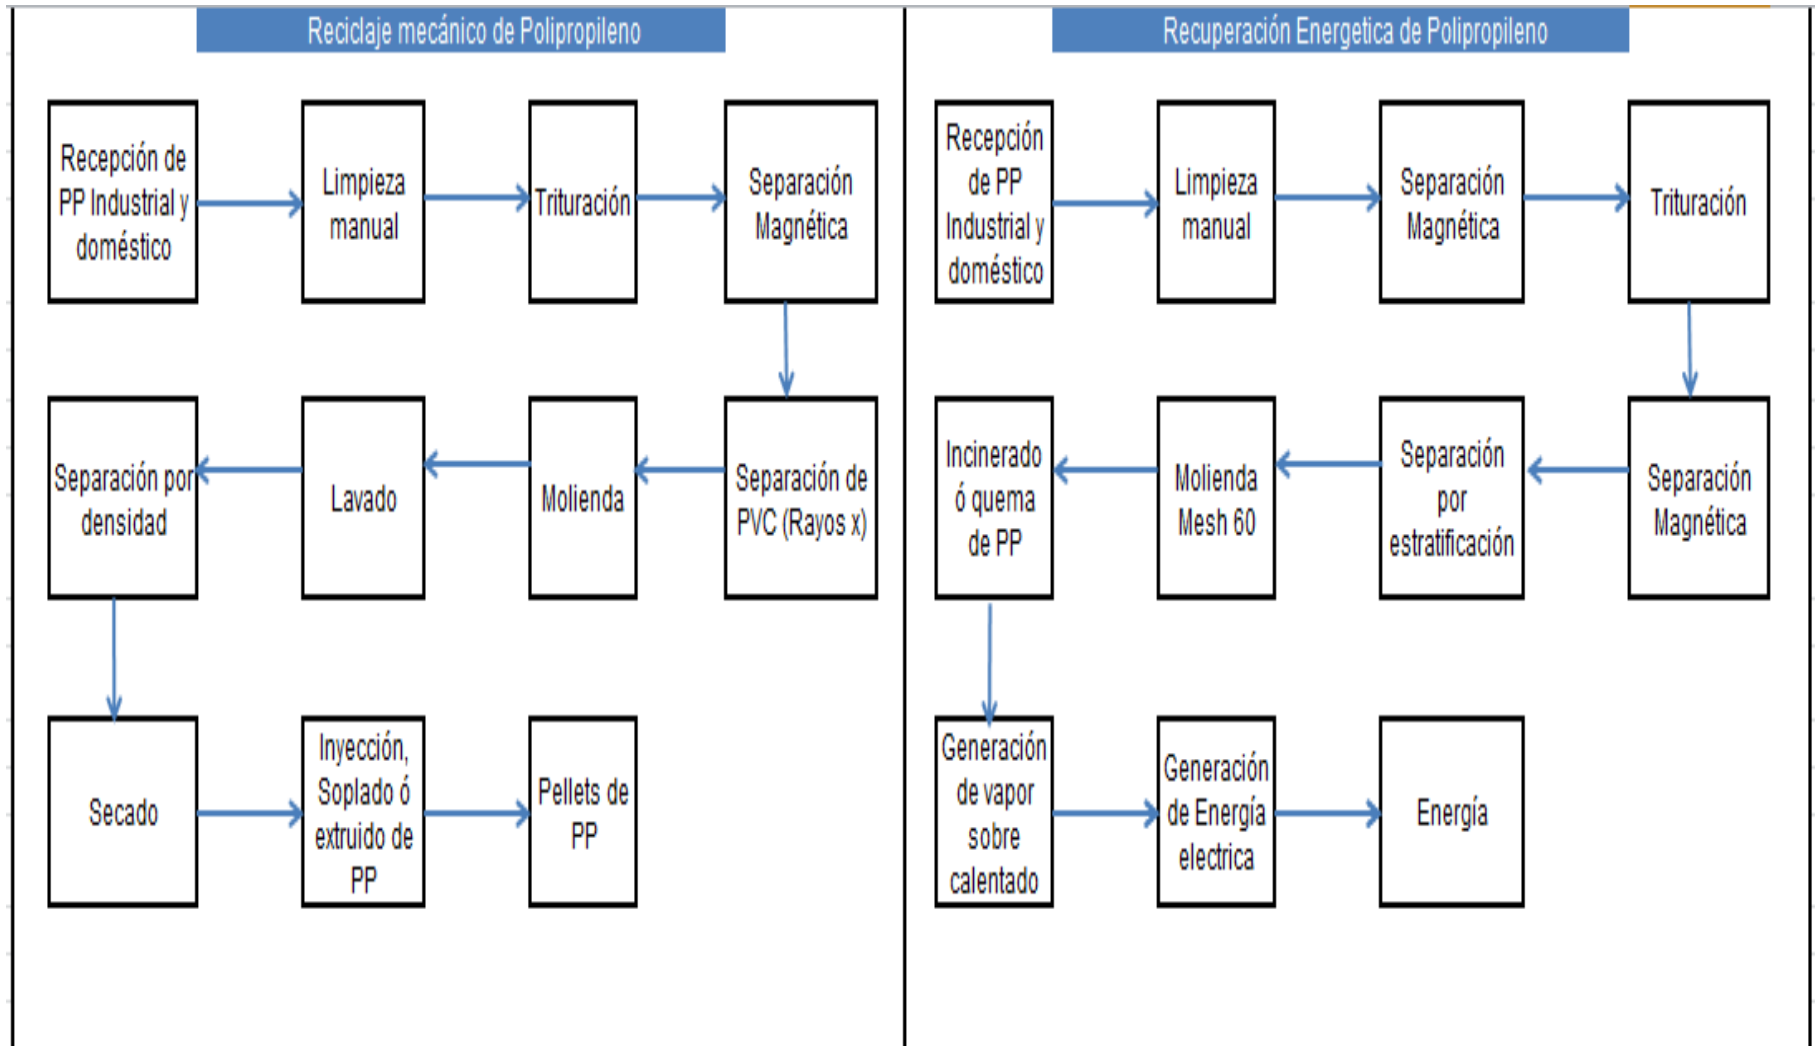 Reciclaje mecánico de Polipropileno
Recepción de
PP Industrial y
doméstico
Limpieza
manual
Trituración
Separación
Magnética
Separación de
PVC (Rayos x)
Molienda
Lavado
Separación por
densidad
Secado
Inyección,
Soplado ó
extruido de
PP
Pellets de
PP
Recuperación Energetica de Polipropileno
Recepción
de PP
Industrial y
doméstico
Limpieza
manual
Separación
Magnética
Trituración
Separación
Magnética
Separación
por
estratificación
Molienda
Mesh 60
Incinerado
ó quema
de PP
Generación
de vapor
sobre
calentado
Generación
de Energía
electrica
Energía